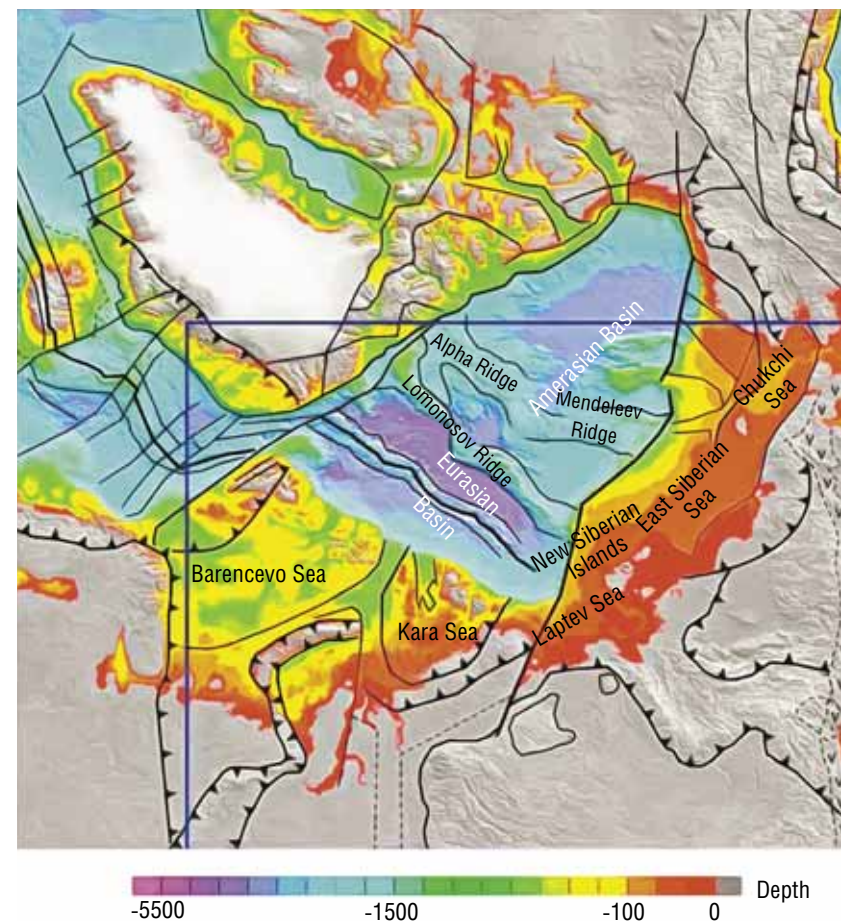 Alpha Ridge
Amerasian Basin
Chukchi
Sea
Lomonosov Ridge
Mendeleev
Ridge
Eurasian
Basin
East Siberian
Sea
New Siberian
Islands
Barencevo Sea
Kara Sea
Laptev Sea
Depth
-5500
-1500
-100
0